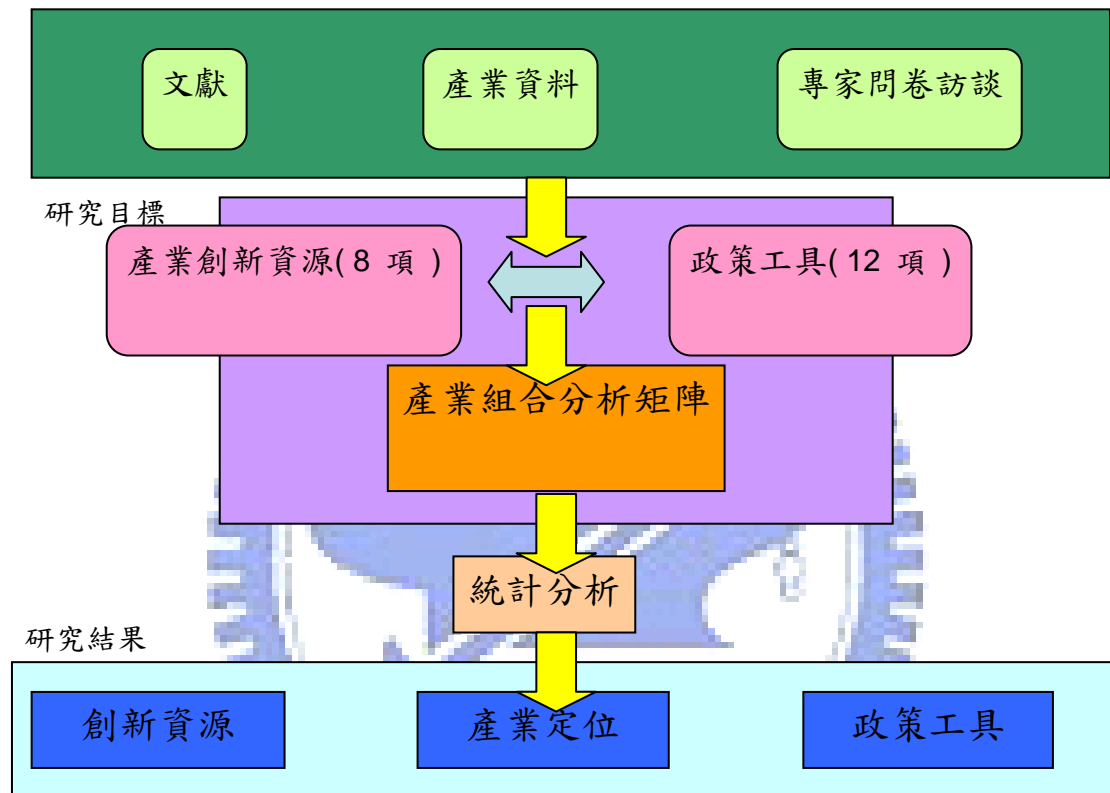 文獻
產業資料
專家問卷訪談
研究目標
產業創新資源( 8 項 )
政策工具( 12 項 )
產業組合分析矩陣
統計分析
研究結果
創新資源
產業定位
政策工具